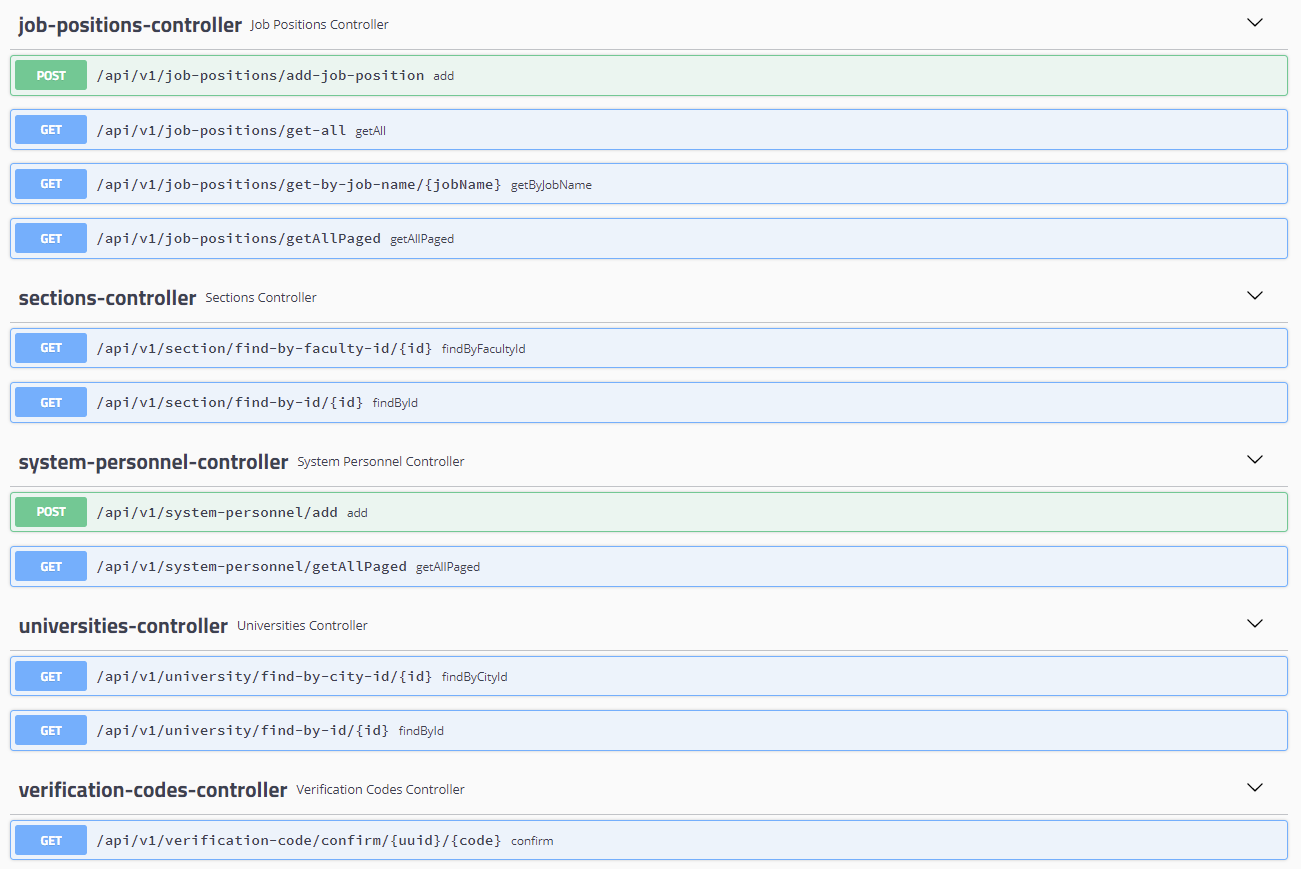 job-positions-controller Job Positions Controller
POST /api/v1/job-positions/add-job-position add
GET /api/v1/job-positions/get-all getAll
GET /api/v1/job-positions/get-by-job-name/{jobName} getByJobName
GET /api/v1/job-positions/getAllPaged getAllPaged
sections-controller Sections Controller
GET /api/v1/section/find-by-faculty-id/{id} findByFacultyId
GET /api/v1/section/find-by-id/{id} findById
system-personnel-controller System Personnel Controller
POST /api/v1/system-personnel/add add
GET /api/v1/system-personnel/getAllPaged getAllPaged
universities-controller Universities Controller
GET /api/v1/university/find-by-city-id/{id} findByCityId
GET /api/v1/university/find-by-id/{id} findById
verification-codes-controller Verification Codes Controller
GET /api/v1/verification-code/confirm/{uuid}/{code} confirm